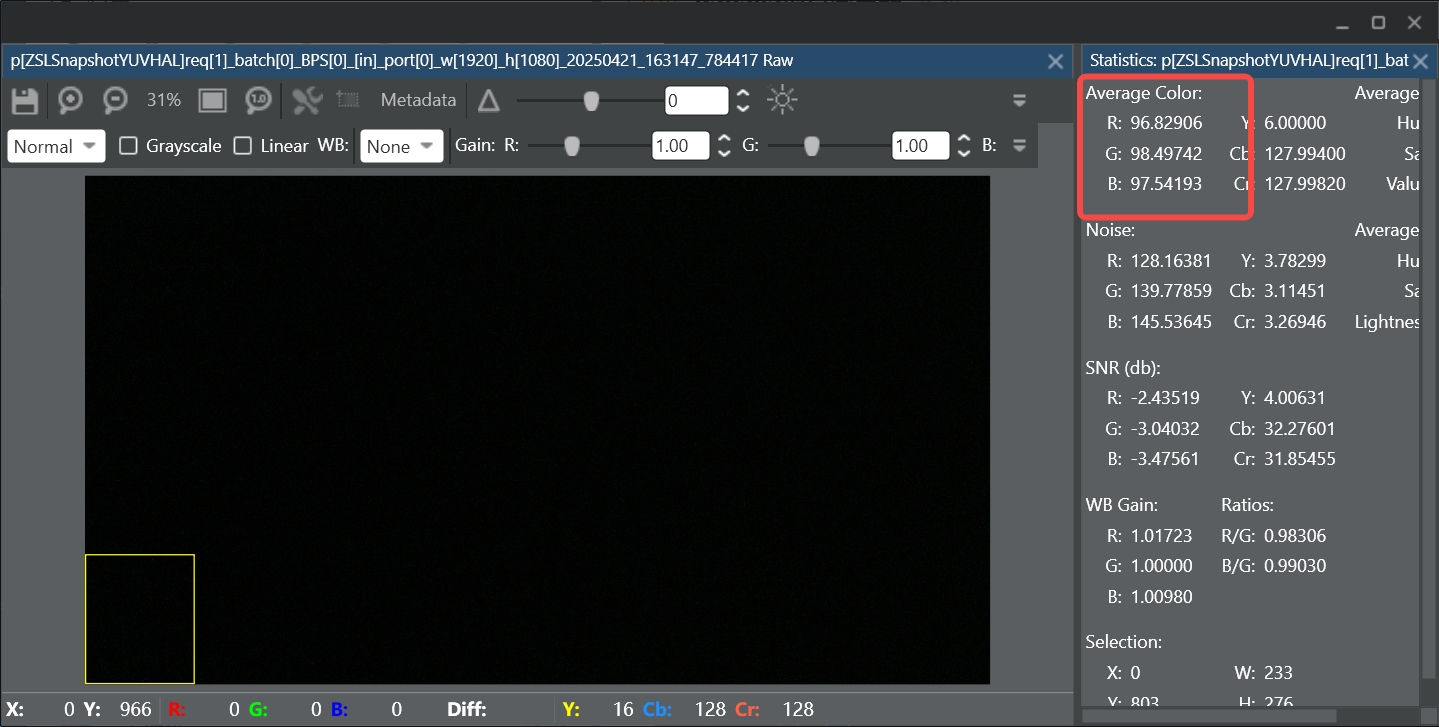 p[ZSLSnapshotYUVHAL]req[1]_batch[0]_BPS[0]_[in]_port[0]_w[1920]_h[1080]_20250421_163147_784417 Raw
31% 1.0 Metadata 0
Normal Grayscale Linear WB: None Gain: R: 1.00 G: 1.00 B:
X: 0 Y: 966 R: 0 G: 0 B: 0 Diff: Y: 16 Cb: 128 Cr: 128
Statistics: p[ZSLSnapshotYUVHAL]req[1]_bat
Average Color: Average
R: 96.82906 Y: 6.00000 Hu
G: 98.49742 Cb: 127.99400 Sa
B: 97.54193 Cr: 127.99820 Valu
Noise: Average
R: 128.16381 Y: 3.78299 Hu
G: 139.77859 Cb: 3.11451 Sa
B: 145.53645 Cr: 3.26946 Lightnes
SNR (db):
R: -2.43519 Y: 4.00631
G: -3.04032 Cb: 32.27601
B: -3.47561 Cr: 31.85455
WB Gain: Ratios:
R: 1.01723 R/G: 0.98306
G: 1.00000 B/G: 0.99030
B: 1.00980
Selection:
X: 0 W: 233
Y: 803 H: 276